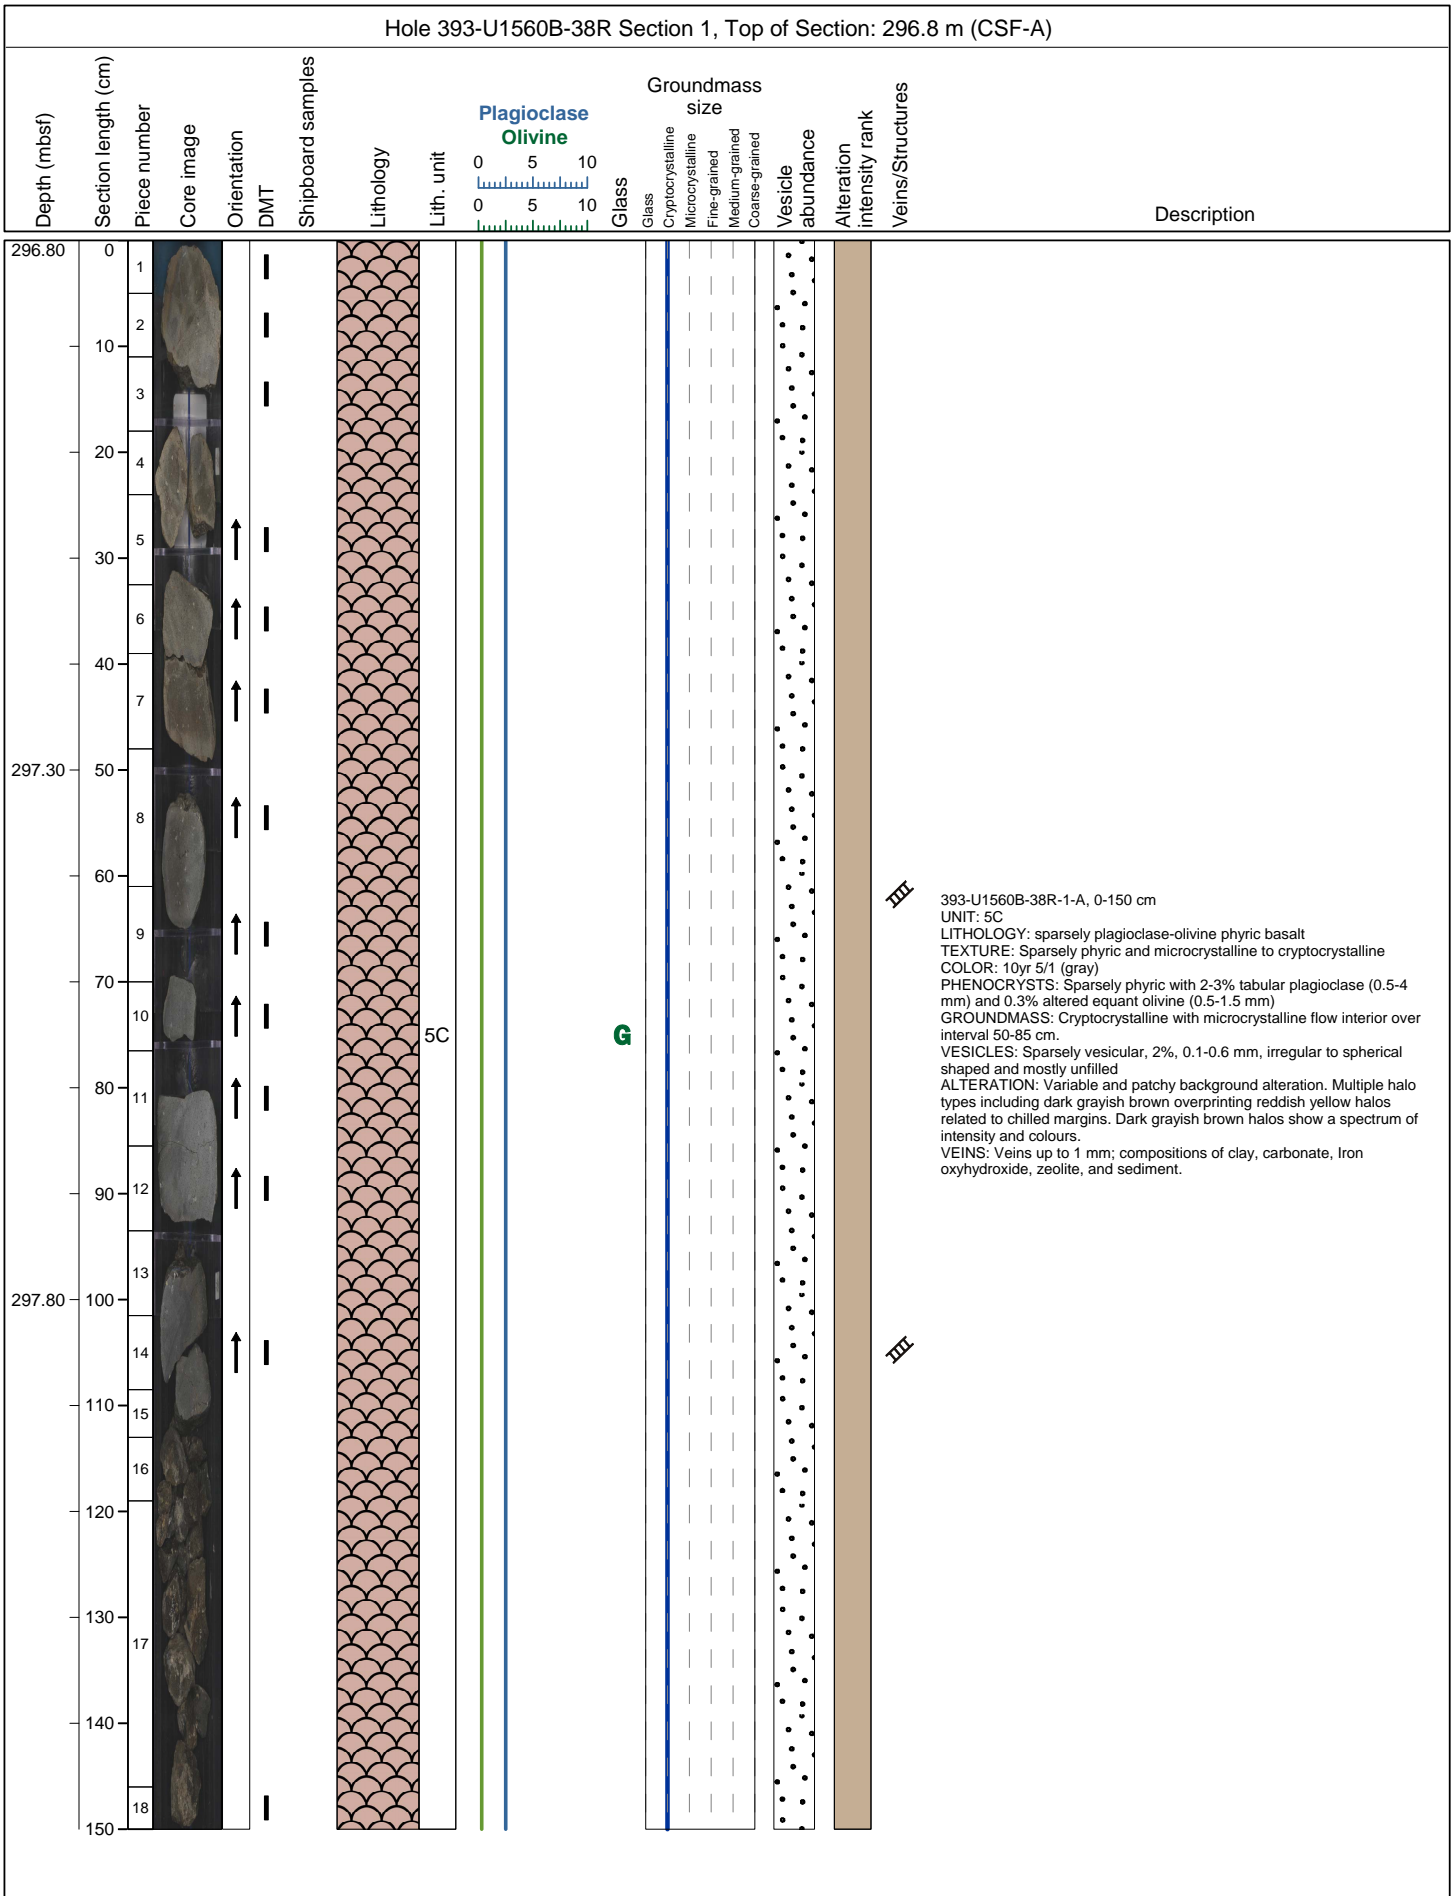 Hole 393-U1560B-38R Section 1, Top of Section: 296.8 m (CSF-A)
Depth (mbsf)
Section length (cm)
Piece number
Core image
Orientation
DMT
Shipboard samples
Lithology
Lith. unit
Plagioclase
Olivine
0 5 10
0 5 10
Glass
Groundmass
size
Glass
Cryptocrystalline
Microcrystalline
Fine-grained
Medium-grained
Coarse-grained
Vesicle
abundance
Alteration
intensity rank
Veins/Structures
Description
296.80 0
1
2
10
3
20
4
5
30
6
40
7
297.30 50
8
60
9
70
10
5C
G
80
11
12
90
13
297.80 100
14
110
15
16
120
130
17
140
18
150
393-U1560B-38R-1-A, 0-150 cm
UNIT: 5C
LITHOLOGY: sparsely plagioclase-olivine phyric basalt
TEXTURE: Sparsely phyric and microcrystalline to cryptocrystalline
COLOR: 10yr 5/1 (gray)
PHENOCRYSTS: Sparsely phyric with 2-3% tabular plagioclase (0.5-4
mm) and 0.3% altered equant olivine (0.5-1.5 mm)
GROUNDMASS: Cryptocrystalline with microcrystalline flow interior over
interval 50-85 cm.
VESICLES: Sparsely vesicular, 2%, 0.1-0.6 mm, irregular to spherical
shaped and mostly unfilled
ALTERATION: Variable and patchy background alteration. Multiple halo
types including dark grayish brown overprinting reddish yellow halos
related to chilled margins. Dark grayish brown halos show a spectrum of
intensity and colours.
VEINS: Veins up to 1 mm; compositions of clay, carbonate, Iron
oxyhydroxide, zeolite, and sediment.